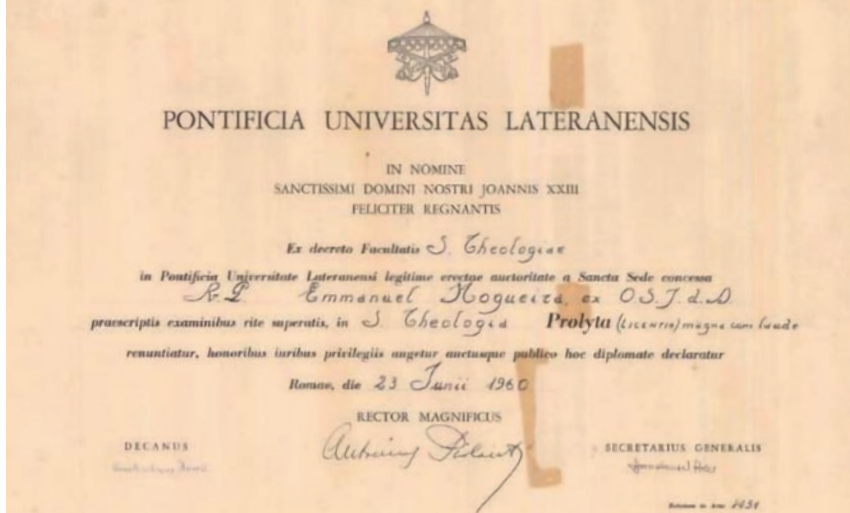 PONTIFICIA UNIVERSITAS LATERANENSIS
IN NOMINE
SANCTISSIMI DOMINI NOSTRI JOANNIS XXIII
FELICITER REGNANTIS
Ex decreto Facultatis S. Theologiae
in Pontificia Universitate Lateranensi legitime erectae auctoritate a Sancta Sede concessa
R. P. Emmanuel Nogueira, ex O.S.J.d.D.
praescriptis examinibus rite superatis, in S. Theologia Prolyta (Licentia) magna cum laude
renuntiatur, honoribus iuribus privilegiis augetur auctusque publico hoc diplomate declaratur
Romae, die 23 Junii 1960
RECTOR MAGNIFICUS
DECANUS
SECRETARIUS GENERALIS